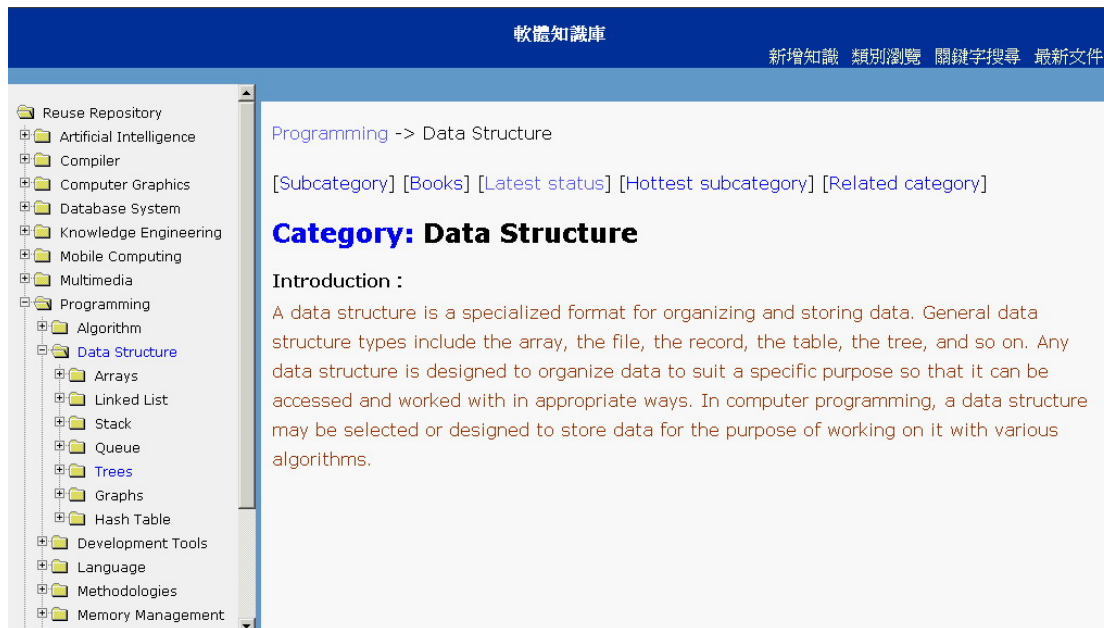 軟體知識庫
新增知識 類別瀏覽 關鍵字搜尋 最新文件
Reuse Repository
Artificial Intelligence
Compiler
Computer Graphics
Database System
Knowledge Engineering
Mobile Computing
Multimedia
Programming
Algorithm
Data Structure
Arrays
Linked List
Stack
Queue
Trees
Graphs
Hash Table
Development Tools
Language
Methodologies
Memory Management
Programming -> Data Structure
[Subcategory] [Books] [Latest status] [Hottest subcategory] [Related category]
Category: Data Structure
Introduction :
A data structure is a specialized format for organizing and storing data. General data
structure types include the array, the file, the record, the table, the tree, and so on. Any
data structure is designed to organize data to suit a specific purpose so that it can be
accessed and worked with in appropriate ways. In computer programming, a data structure
may be selected or designed to store data for the purpose of working on it with various
algorithms.